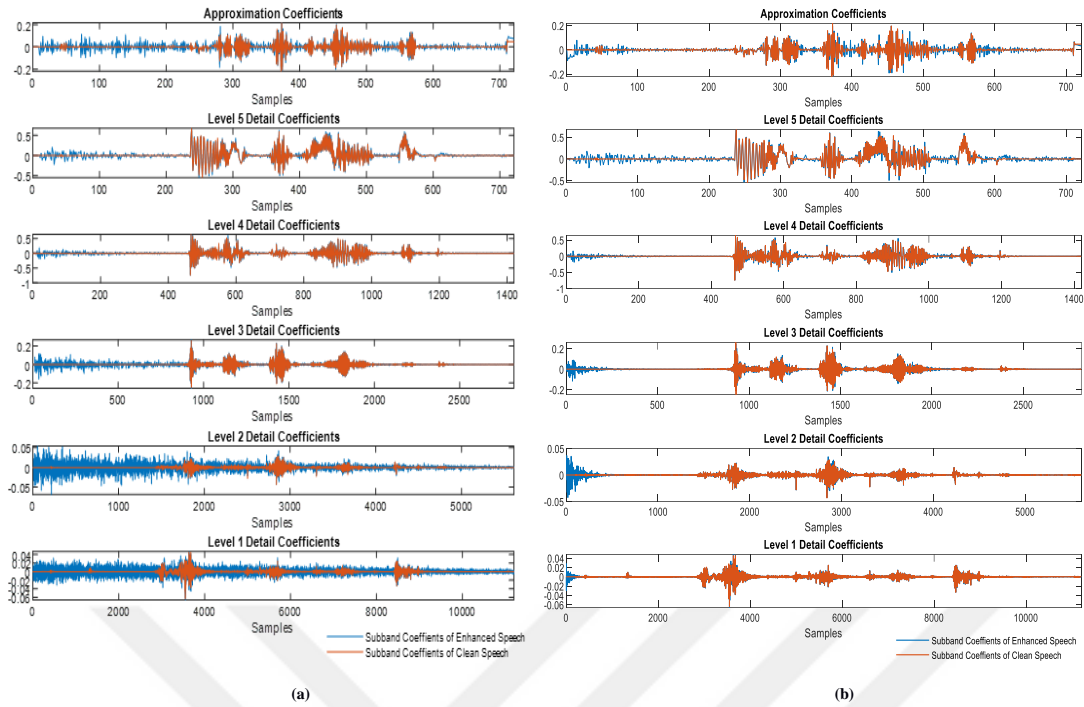 Approximation Coefficients
0.2
0
-0.2
0 100 200 300 400 500 600 700
Samples
Level 5 Detail Coefficients
0.5
0
-0.5
0 100 200 300 400 500 600 700
Samples
Level 4 Detail Coefficients
0.5
0
-0.5
-1
0 200 400 600 800 1000 1200 1400
Samples
Level 3 Detail Coefficients
0.2
0
-0.2
500 1000 1500 2000 2500
Samples
Level 2 Detail Coefficients
0.05
0
-0.05
0 1000 2000 3000 4000 5000
Samples
Level 1 Detail Coefficients
0.04
0.02
0
-0.02
-0.04
-0.06
0 2000 4000 6000 8000 10000
Samples
Subband Coeffients of Enhanced Speech
Subband Coeffients of Clean Speech
(a)
Approximation Coefficients
0.2
0
-0.2
0 100 200 300 400 500 600 700
Samples
Level 5 Detail Coefficients
0.5
0
-0.5
0 100 200 300 400 500 600 700
Samples
Level 4 Detail Coefficients
0.5
0
-0.5
-1
0 200 400 600 800 1000 1200 1400
Samples
Level 3 Detail Coefficients
0.2
0
-0.2
0 500 1000 1500 2000 2500
Samples
Level 2 Detail Coefficients
0.05
0
-0.05
0 1000 2000 3000 4000 5000
Samples
Level 1 Detail Coefficients
0.04
0.02
0
-0.02
-0.04
-0.06
0 2000 4000 6000 8000 10000
Samples
Subband Coeffients of Enhanced Speech
Subband Coeffients of Clean Speech
(b)